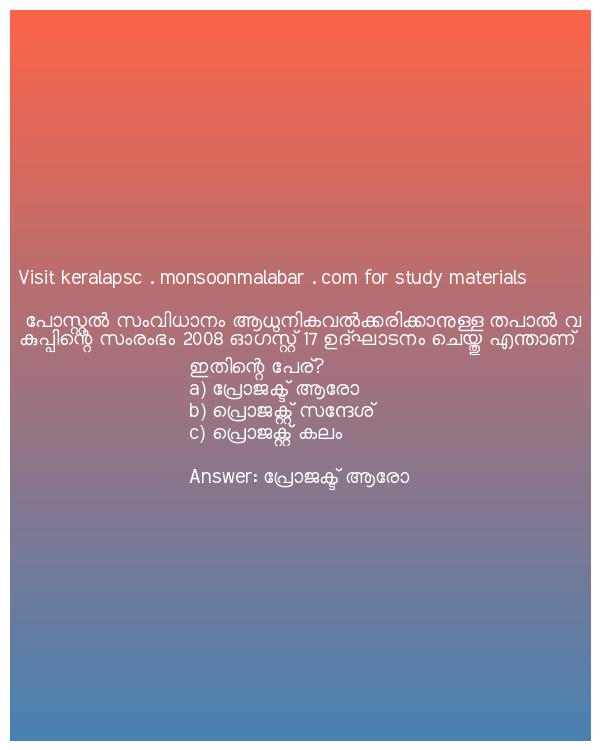 Visit keralapsc . monsoonmalabar . com for study materials
പോസ്റ്റൽ സംവിധാനം ആധുനികവൽക്കരിക്കാനുള്ള തപാൽ വ
കുപ്പിന്റെ സംരംഭം 2008 ഓഗസ്റ്റ് 17 ഉദ്ഘാടനം ചെയ്തു എന്താണ്
ഇതിന്റെ പേര്?
a) പ്രോജക്ട് ആരോ
b) പ്രൊജക്റ്റ് സന്ദേശ്
c) പ്രൊജക്റ്റ് കലം
Answer: പ്രോജക്ട് ആരോ